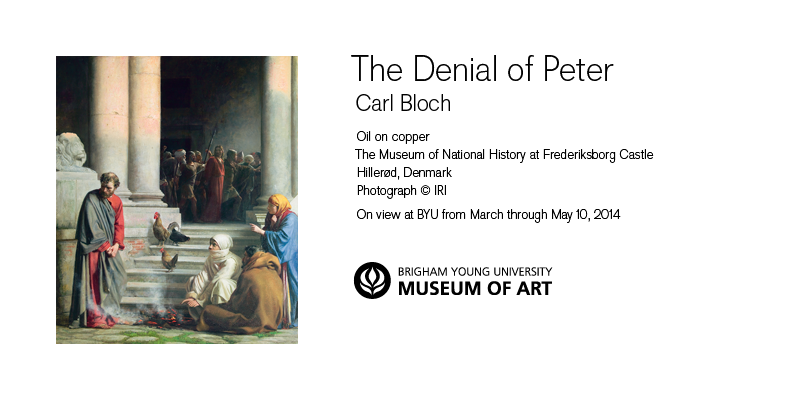 The Denial of Peter
Carl Bloch
Oil on copper
The Museum of National History at Frederiksborg Castle
Hillerød, Denmark
Photograph © IRI
On view at BYU from March through May 10, 2014
BRIGHAM YOUNG UNIVERSITY
MUSEUM OF ART